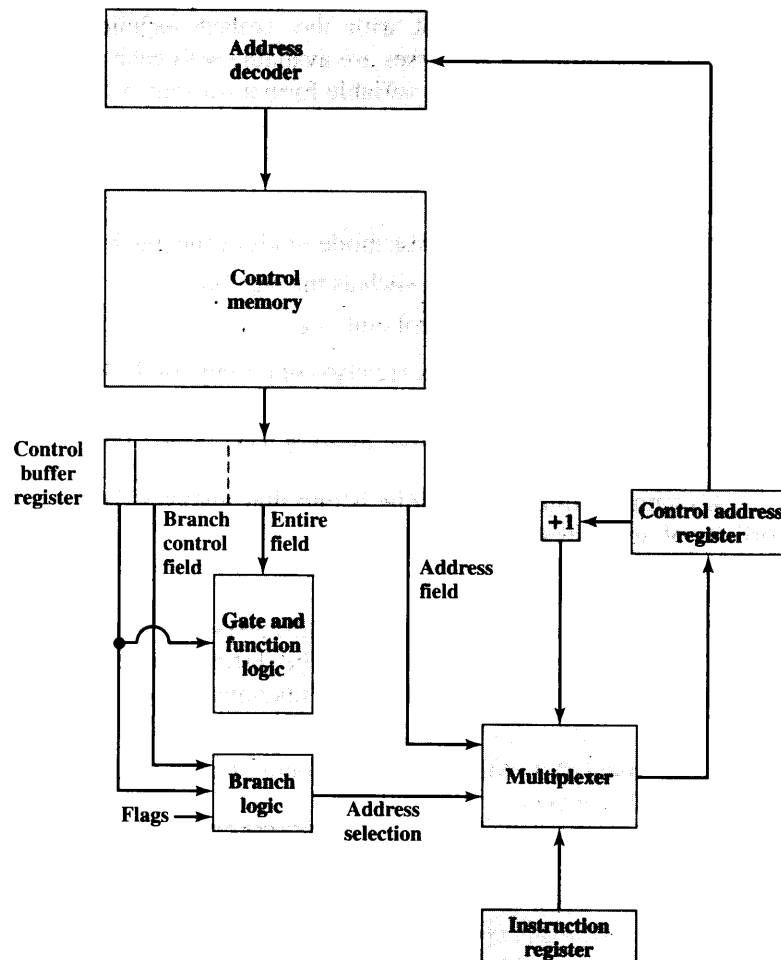 Address
decoder
Control
memory
Control
buffer
register
Branch
control
field
Entire
field
Address
field
+1
Control address
register
Gate and
function
logic
Branch
logic
Flags
Address
selection
Multiplexer
Instruction
register